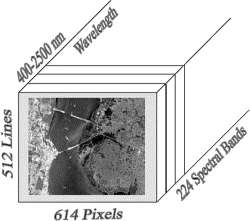 400-2500 nm
Wavelength
512 Lines
614 Pixels
224 Spectral Bands